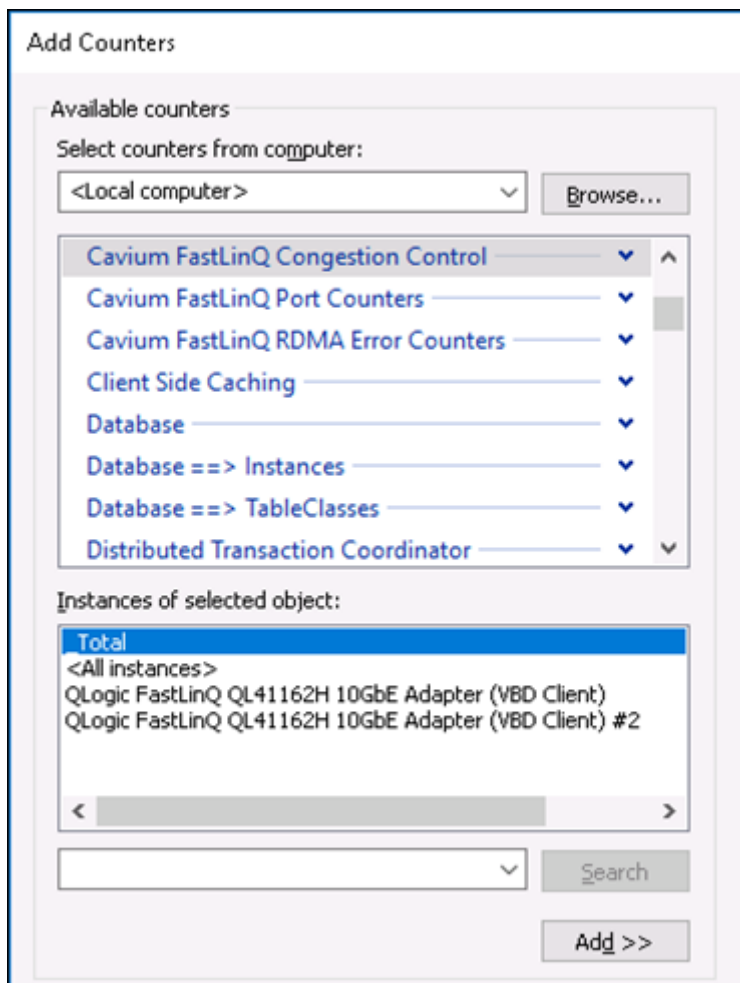 Add Counters
Available counters
Select counters from computer:
<Local computer>
Browse...
Cavium FastLinQ Congestion Control
Cavium FastLinQ Port Counters
Cavium FastLinQ RDMA Error Counters
Client Side Caching
Database
Database ==> Instances
Database ==> TableClasses
Distributed Transaction Coordinator
Instances of selected object:
_Total
<All instances>
QLogic FastLinQ QL41162H 10GbE Adapter (VBD Client)
QLogic FastLinQ QL41162H 10GbE Adapter (VBD Client) #2
Search
Add >>